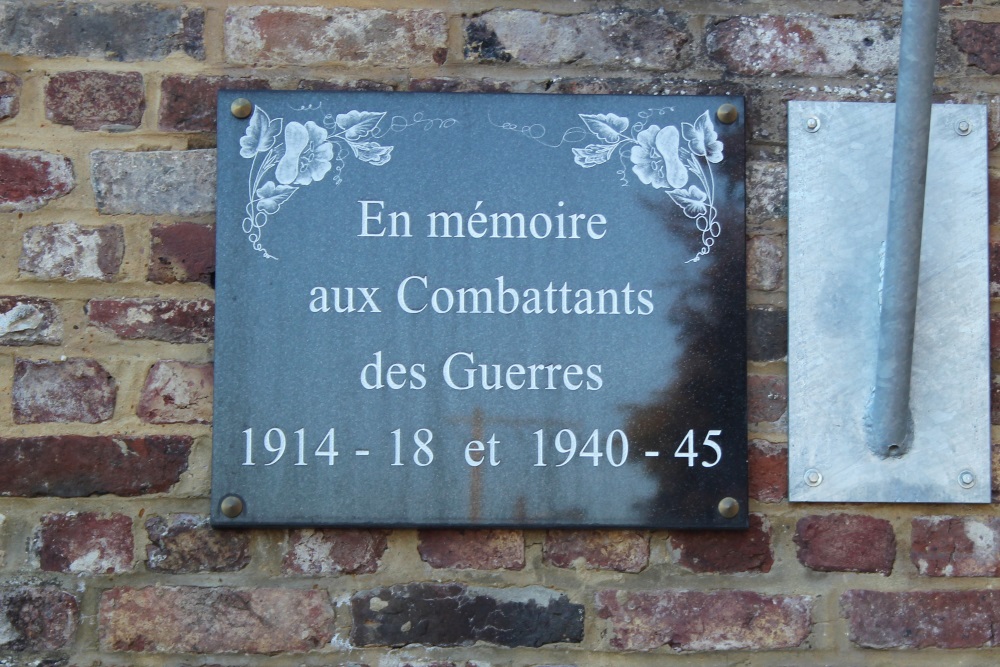 En mémoire
aux Combattants
des Guerres
1914 - 18 et 1940 - 45